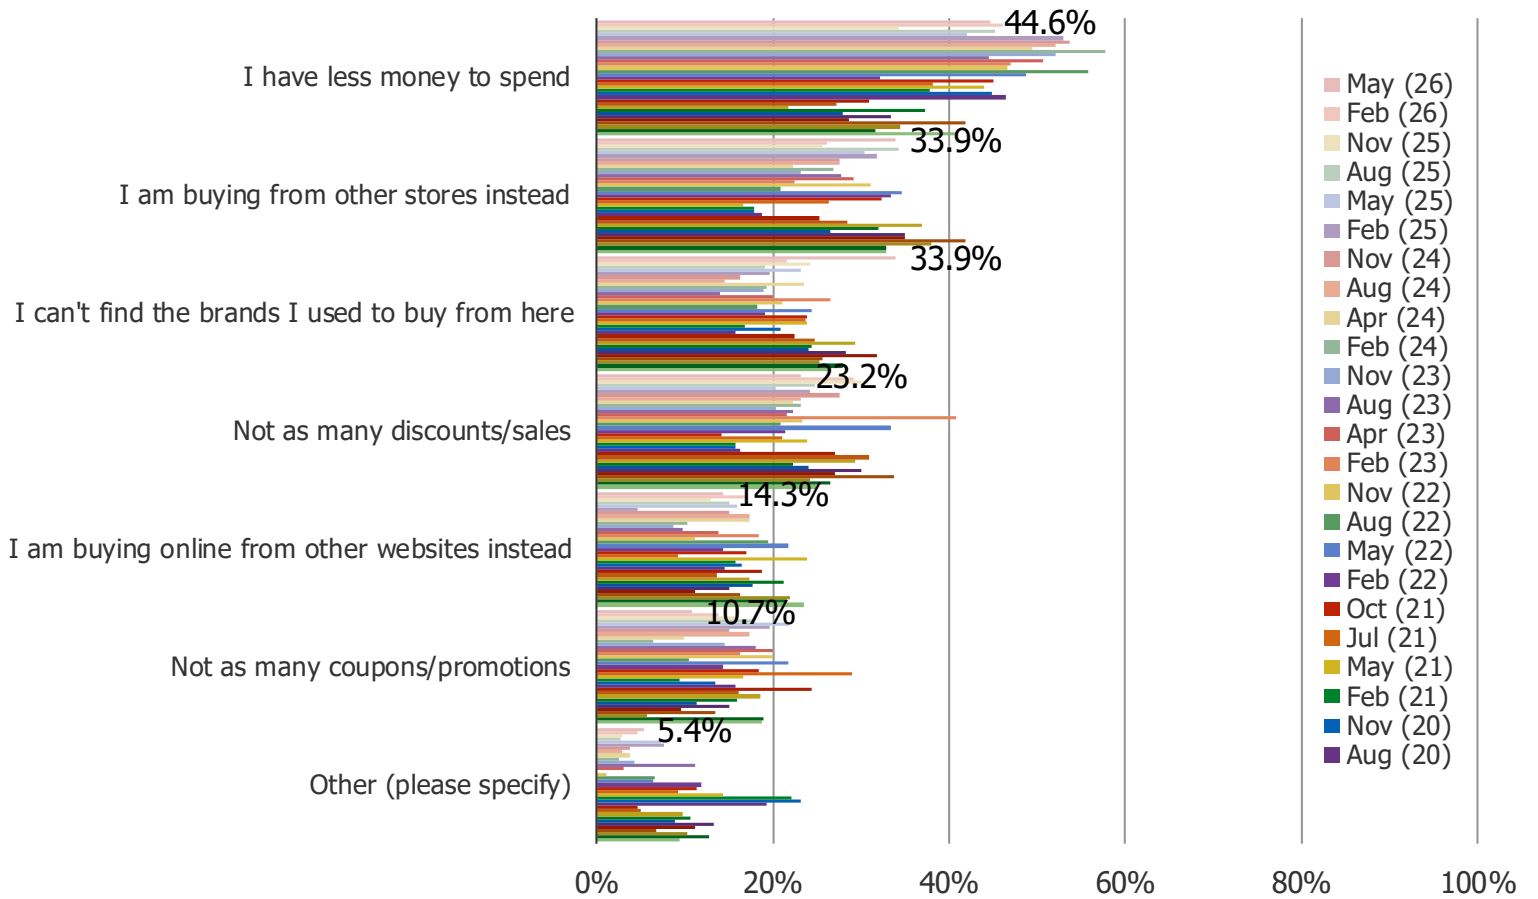 44.6%
I have less money to spend
33.9%
I am buying from other stores instead
33.9%
I can't find the brands I used to buy from here
23.2%
Not as many discounts/sales
14.3%
I am buying online from other websites instead
10.7%
Not as many coupons/promotions
5.4%
Other (please specify)
0%
20%
40%
60%
80%
100%
May (26)
Feb (26)
Nov (25)
Aug (25)
May (25)
Feb (25)
Nov (24)
Aug (24)
Apr (24)
Feb (24)
Nov (23)
Aug (23)
Apr (23)
Feb (23)
Nov (22)
Aug (22)
May (22)
Feb (22)
Oct (21)
Jul (21)
May (21)
Feb (21)
Nov (20)
Aug (20)